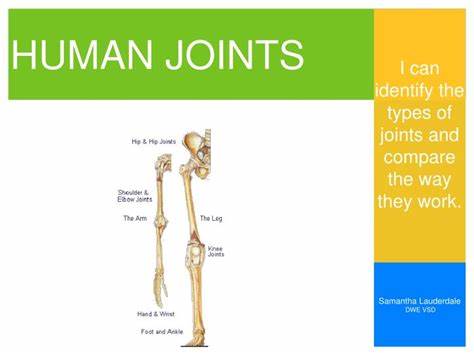 HUMAN JOINTS
I can
identify the
types of
joints and
compare
the way
they work.
Hip & Hip Joints
Shoulder &
Elbow Joints
The Arm
The Leg
Knee
Joints
Hand & Wrist
Foot and Ankle
Samantha Lauderdale
DWE VSD